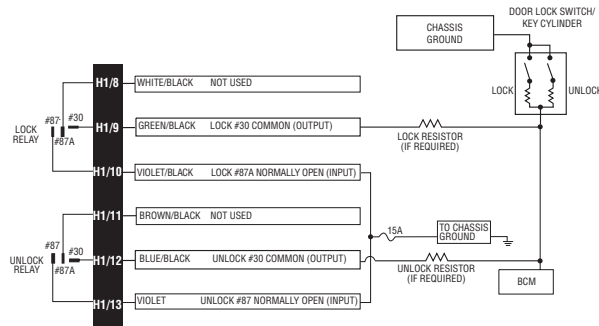 DOOR LOCK SWITCH/
KEY CYLINDER
CHASSIS
GROUND
LOCK
UNLOCK
H1/8
WHITE/BLACK NOT USED
#87
#30
#87A
LOCK
RELAY
H1/9
GREEN/BLACK LOCK #30 COMMON (OUTPUT)
LOCK RESISTOR
(IF REQUIRED)
H1/10
VIOLET/BLACK LOCK #87A NORMALLY OPEN (INPUT)
H1/11
BROWN/BLACK NOT USED
15A
TO CHASSIS
GROUND
#87
#30
#87A
UNLOCK
RELAY
H1/12
BLUE/BLACK UNLOCK #30 COMMON (OUTPUT)
UNLOCK RESISTOR
(IF REQUIRED)
BCM
H1/13
VIOLET UNLOCK #87 NORMALLY OPEN (INPUT)